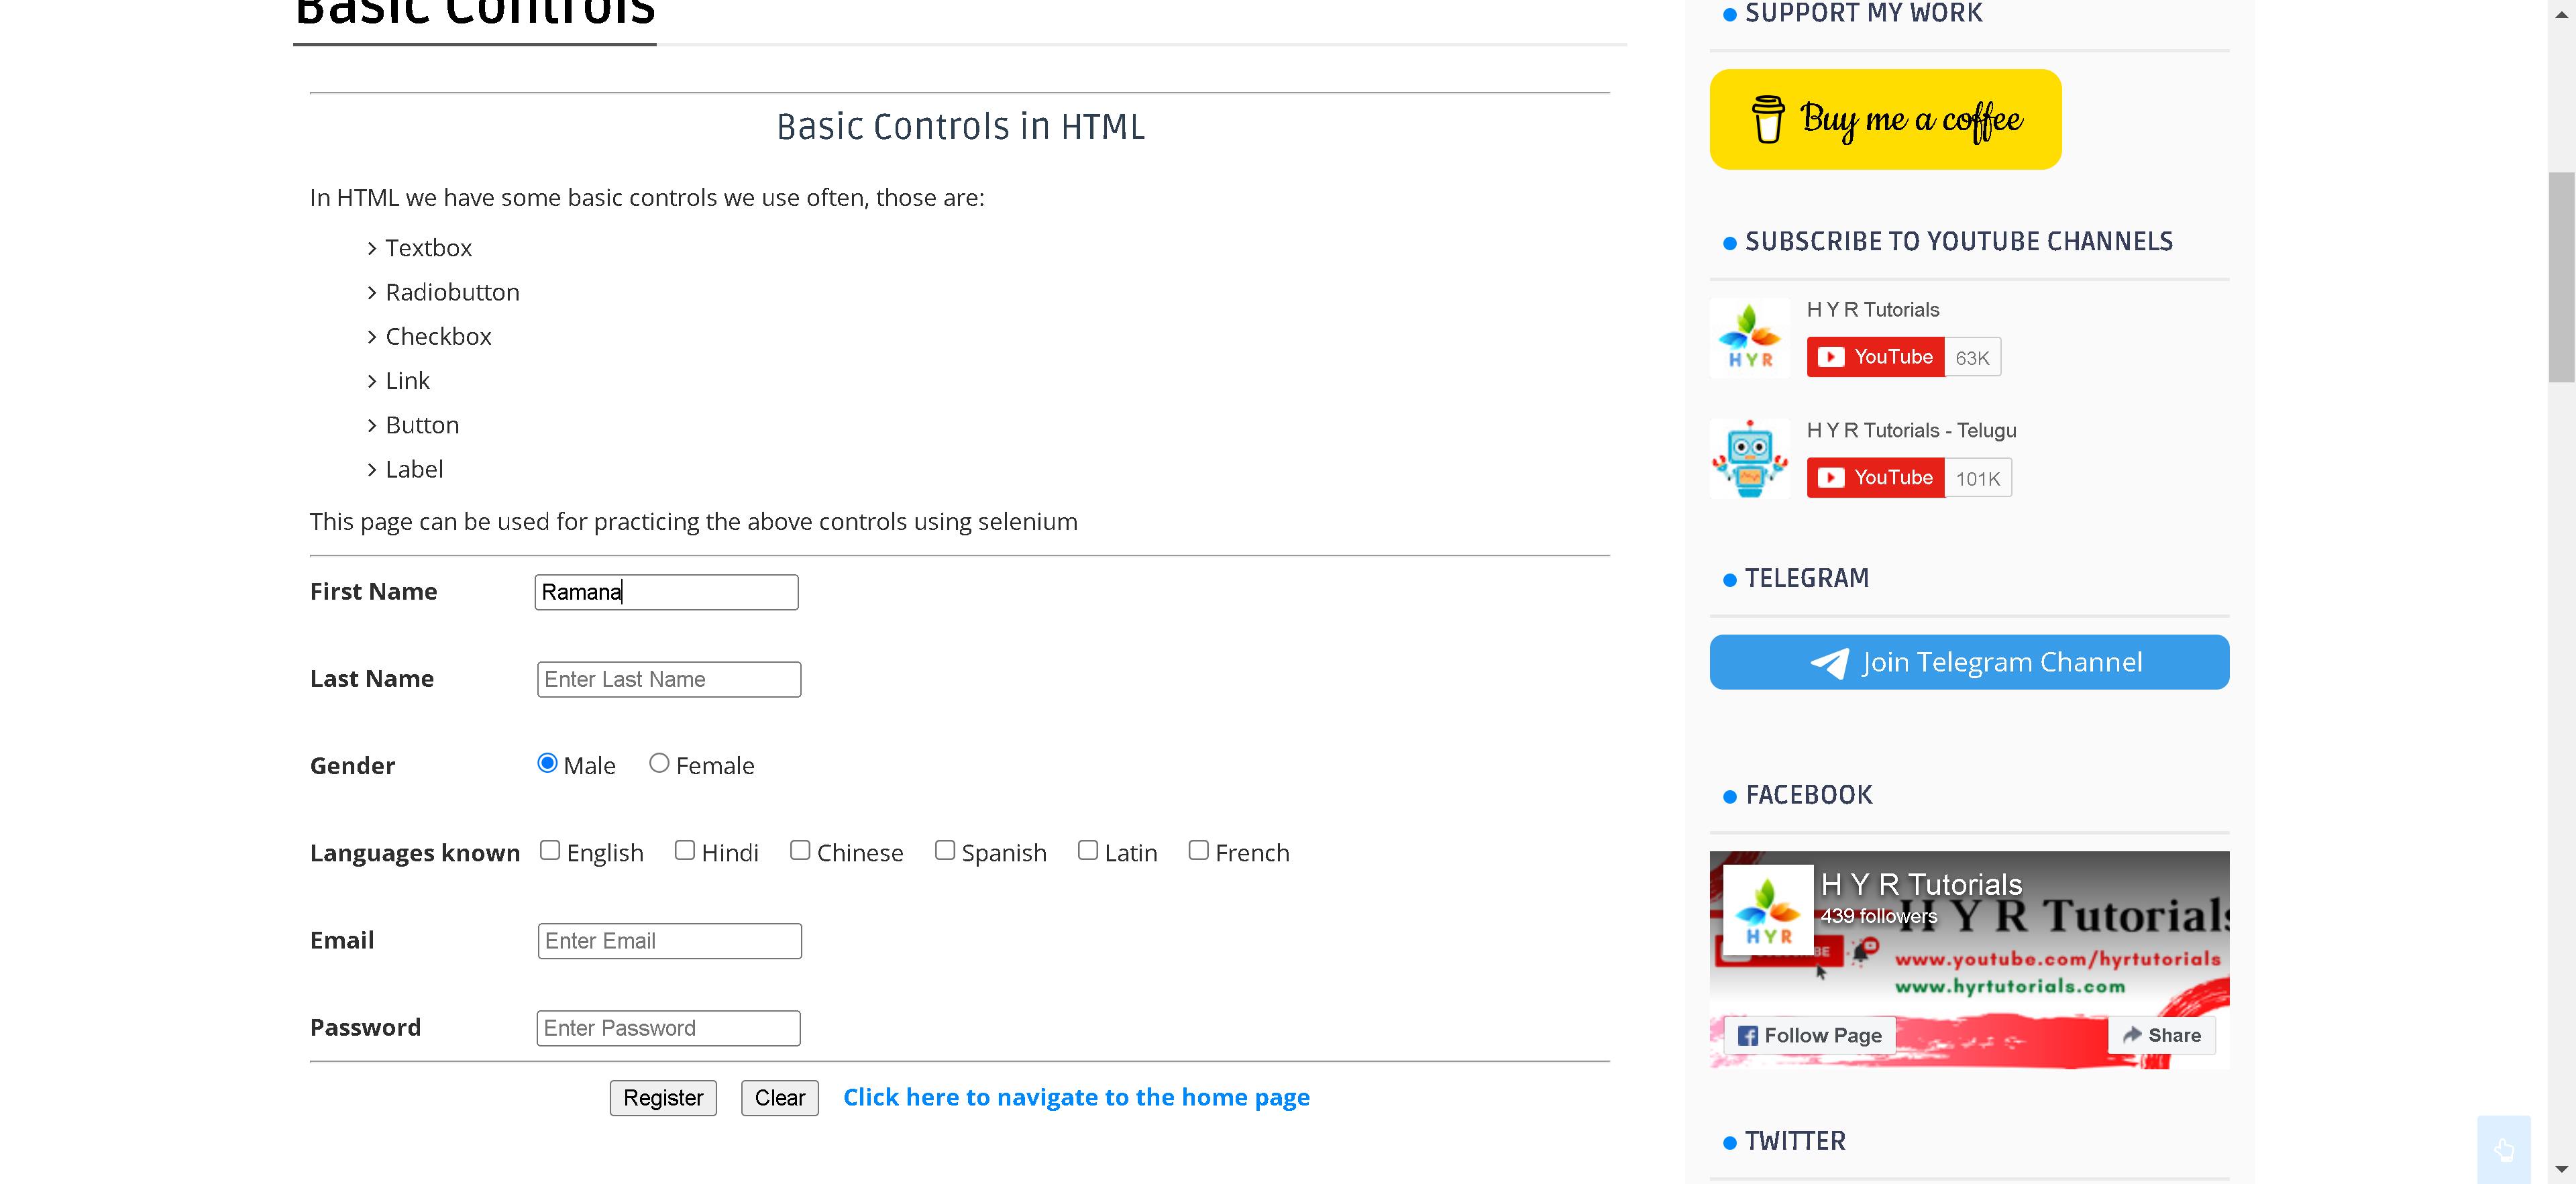 Basic Controls
Basic Controls in HTML
In HTML we have some basic controls we use often, those are:
Textbox
Radiobutton
Checkbox
Link
Button
Label
This page can be used for practicing the above controls using selenium
First Name Ramana
Last Name Enter Last Name
Gender Male Female
Languages known English Hindi Chinese Spanish Latin French
Email Enter Email
Password Enter Password
Register Clear Click here to navigate to the home page
SUPPORT MY WORK
Buy me a coffee
SUBSCRIBE TO YOUTUBE CHANNELS
H Y R Tutorials
HYR
YouTube 63K
H Y R Tutorials - Telugu
YouTube 101K
TELEGRAM
Join Telegram Channel
FACEBOOK
H Y R Tutorials
439 followers
H Y R Tutorials
HYR
BE
www.youtube.com/hyrtutorials
www.hyrtutorials.com
Follow Page Share
TWITTER